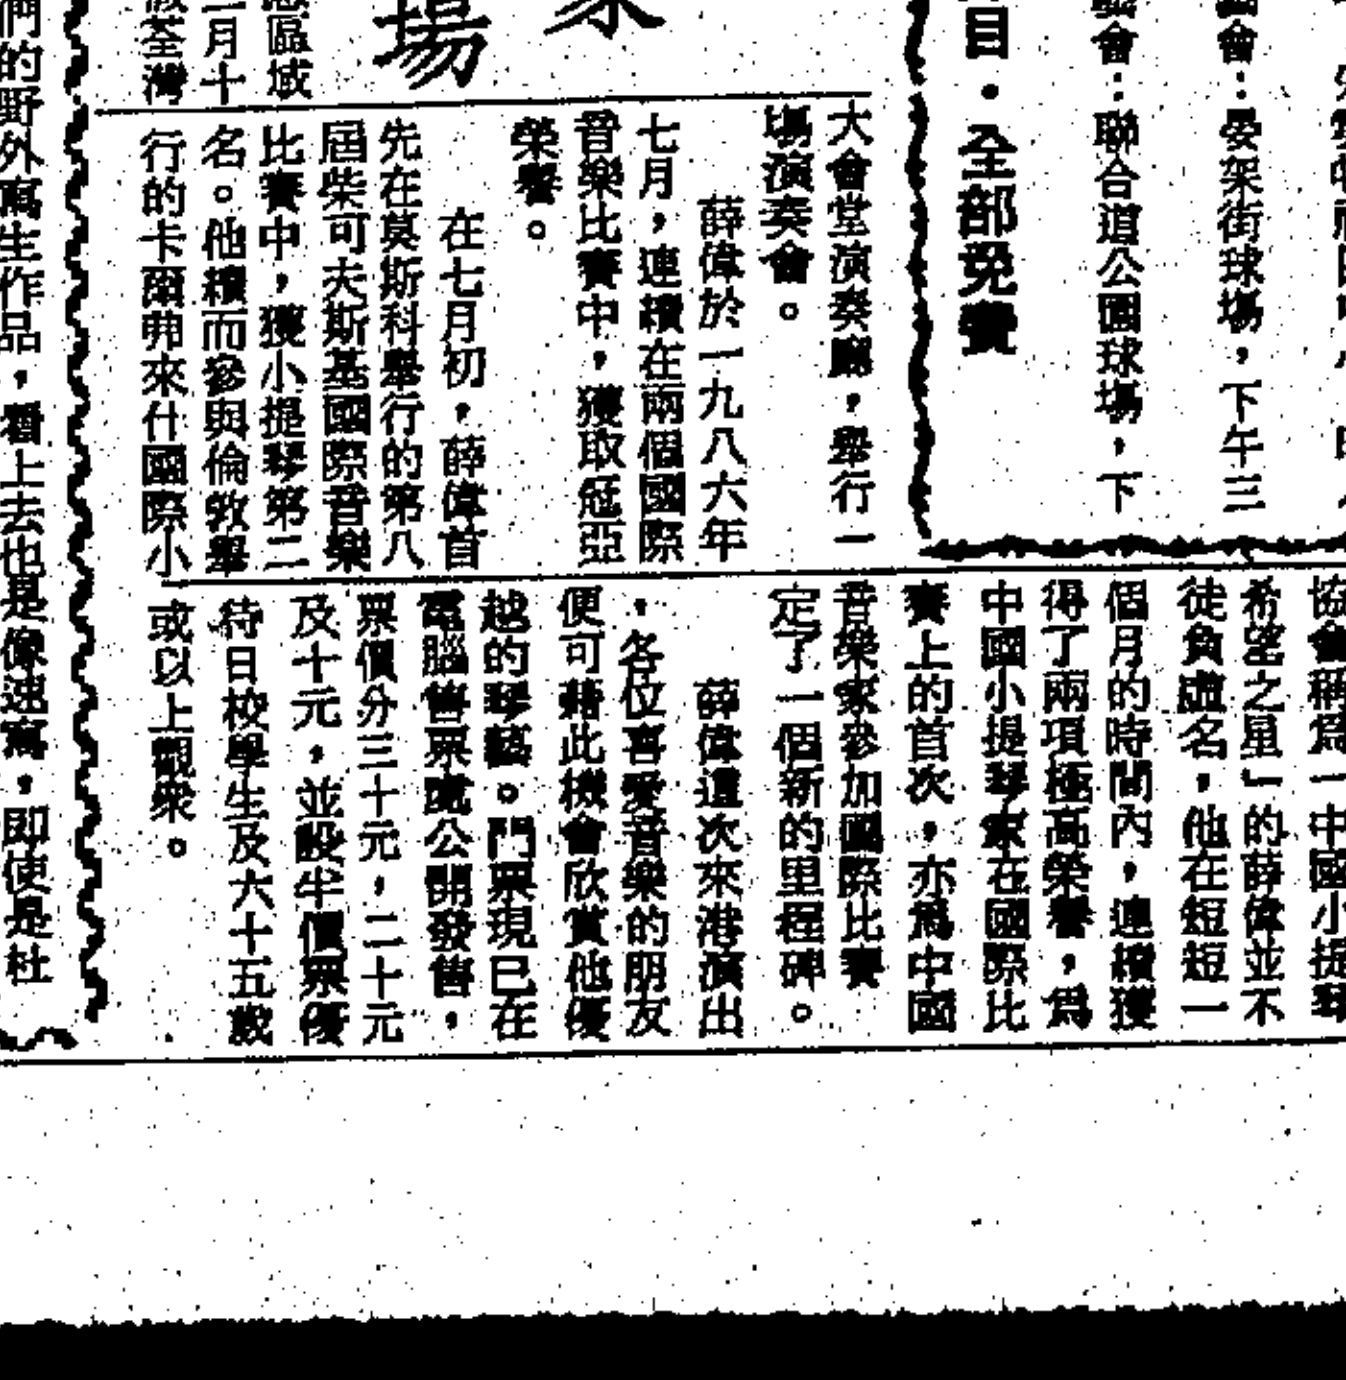 目．全部免費
會：晏架街球場，下午三
會：聯合道公園球場，下
場
區域
月十
荃灣
大會堂演奏廳，舉行一
場演奏會。
薛偉於一九八六年
七月，連續在兩個國際
音樂比賽中，獲取冠亞
榮譽。
在七月初，薛偉首
先在莫斯科舉行的第八
屆柴可夫斯基國際音樂
比賽中，獲小提琴第二
名。他續而參與倫敦舉
行的卡爾弗來什國際小
協會稱為「中國小提琴
希望之星」的薛偉並不
徒負虛名，他在短短一
個月的時間內，連續獲
得了兩項極高榮譽，為
中國小提琴家在國際比
賽上的首次，亦為中國
音樂家參加國際比賽
定了一個新的里程碑。
薛偉這次來港演出
，各位喜愛音樂的朋友
便可藉此機會欣賞他優
越的琴藝。門票現已在
電腦售票處公開發售，
票價分三十元，二十元
及十元，並設半價票優
待日校學生及六十五歲
或以上觀衆。
們的野外寫生作品，看上去也是像速寫，即使是杜